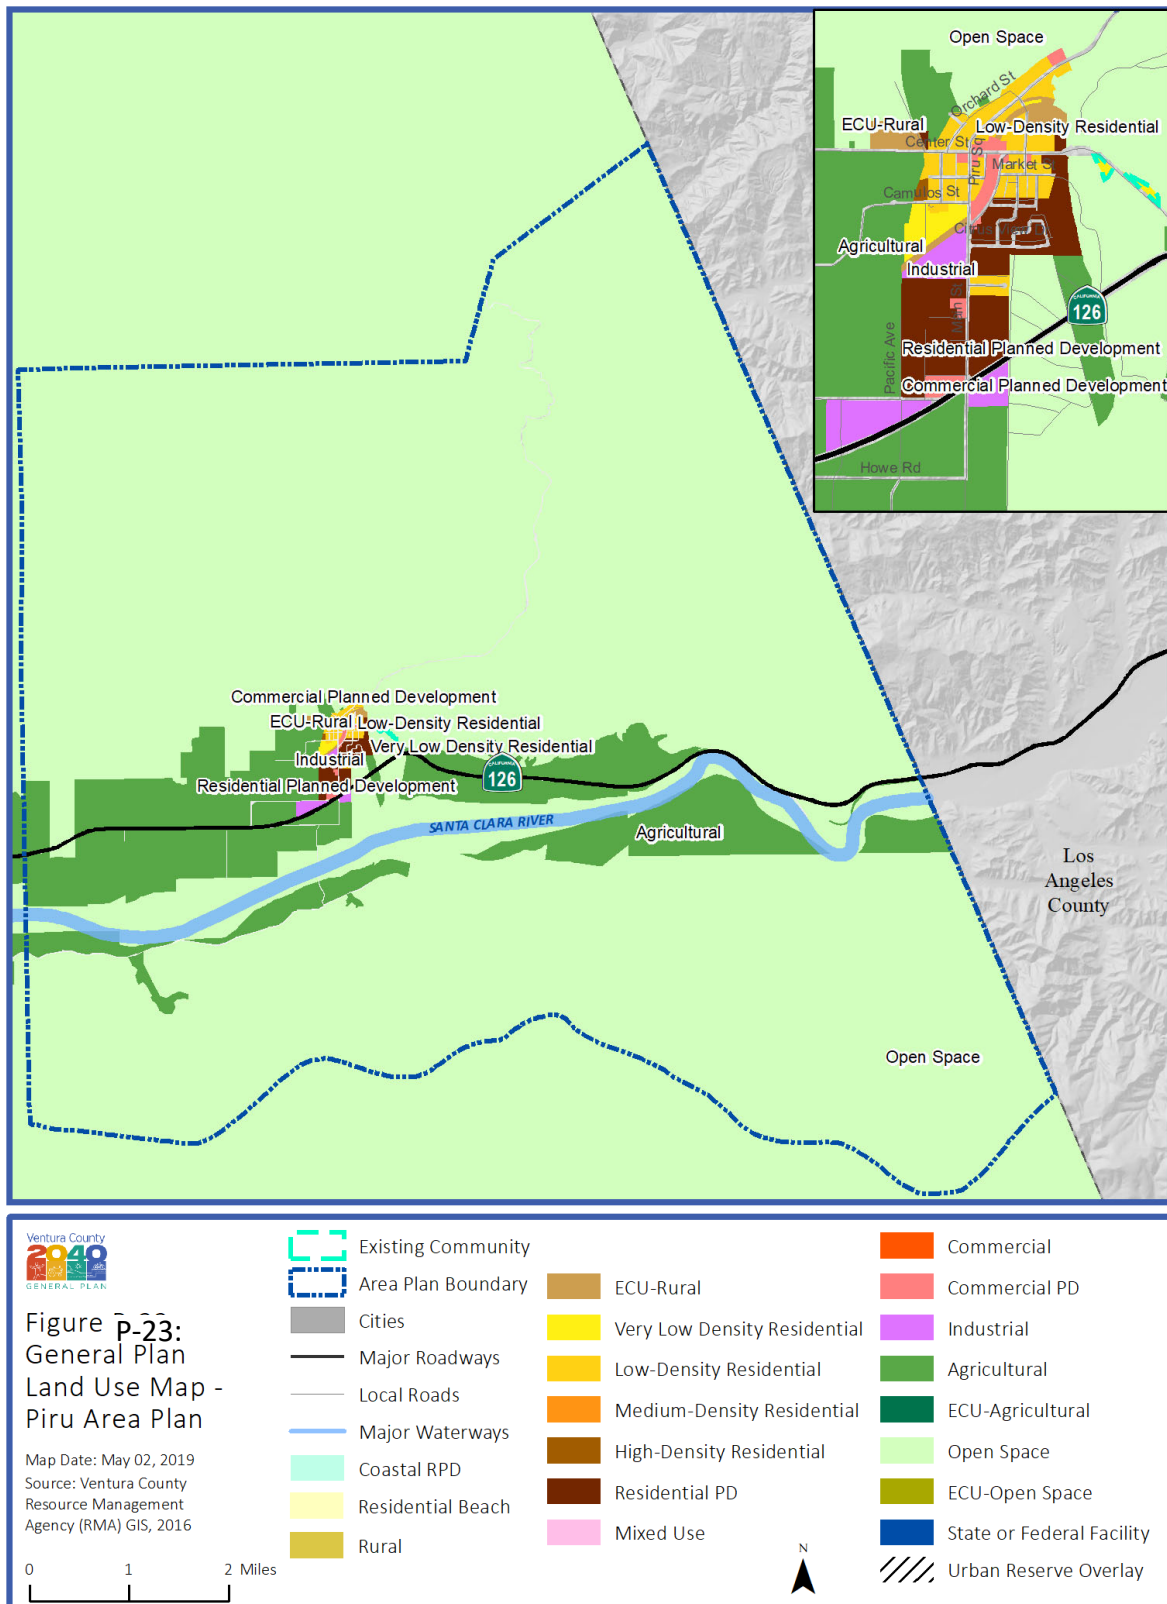 Open Space
Orchard St
ECU-Rural
Low-Density Residential
Center St
Piru Sq
Market St
Camulos St
Citrus View Dr
Agricultural
Industrial
CALIFORNIA
126
Main St
Pacific Ave
Residential Planned Development
Commercial Planned Development
Howe Rd
Commercial Planned Development
ECU-Rural
Low-Density Residential
Very Low Density Residential
Industrial
CALIFORNIA
126
Residential Planned Development
SANTA CLARA RIVER
Agricultural
Los
Angeles
County
Open Space
Ventura County
2040
GENERAL PLAN
Figure P-23:
General Plan
Land Use Map -
Piru Area Plan
Map Date: May 02, 2019
Source: Ventura County
Resource Management
Agency (RMA) GIS, 2016
0 1 2 Miles
Existing Community
Area Plan Boundary
Cities
Major Roadways
Local Roads
Major Waterways
Coastal RPD
Residential Beach
Rural
ECU-Rural
Very Low Density Residential
Low-Density Residential
Medium-Density Residential
High-Density Residential
Residential PD
Mixed Use
N
Commercial
Commercial PD
Industrial
Agricultural
ECU-Agricultural
Open Space
ECU-Open Space
State or Federal Facility
Urban Reserve Overlay